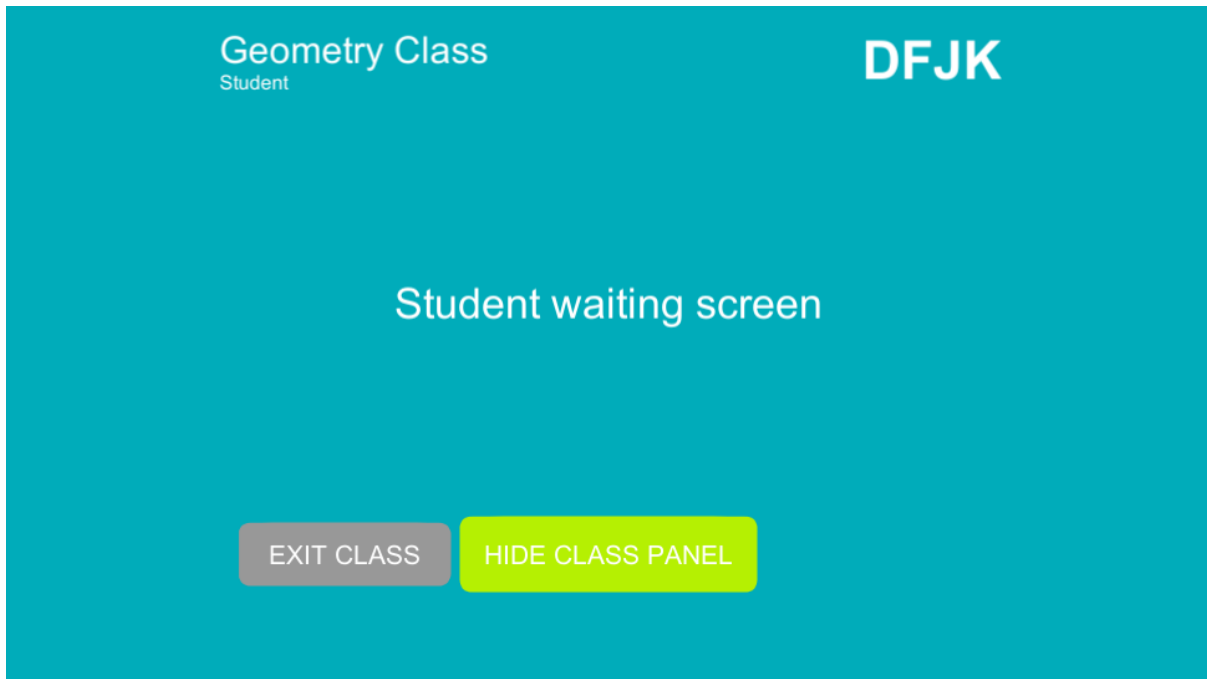 Geometry Class
Student
DFJK
Student waiting screen
EXIT CLASS
HIDE CLASS PANEL